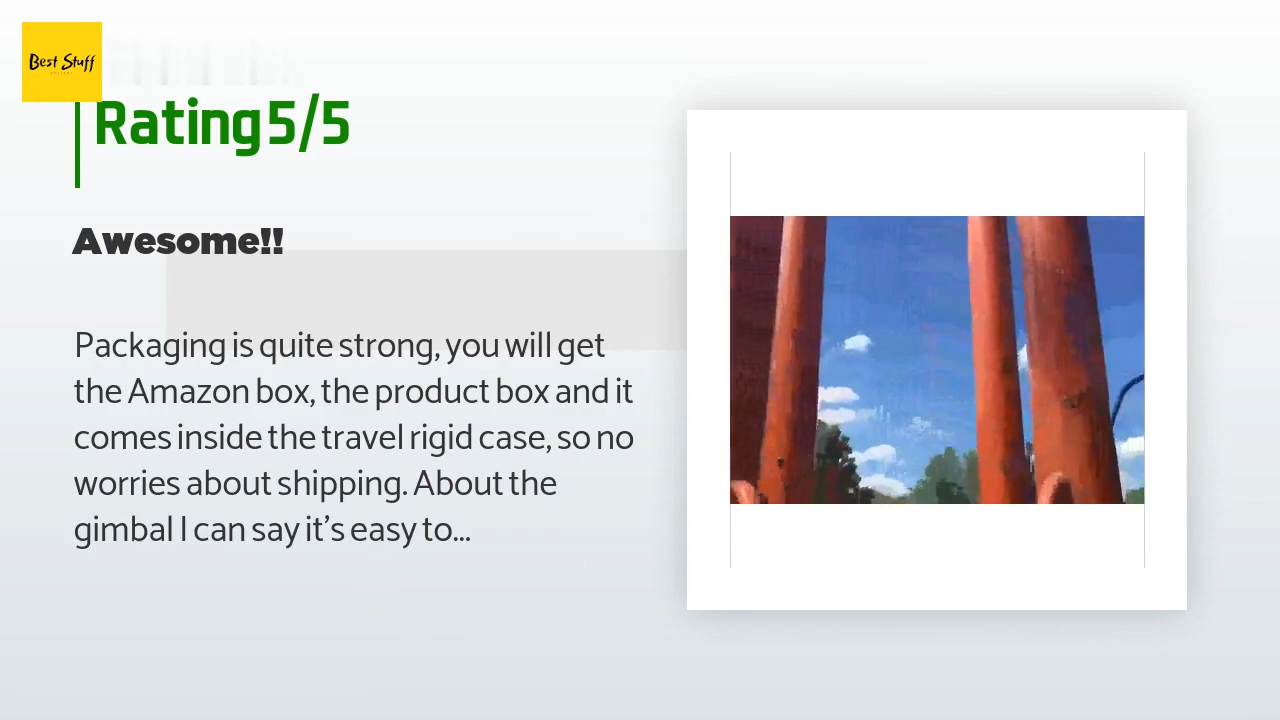 Best Stuff
Rating 5/5
Awesome!!
Packaging is quite strong, you will get
the Amazon box, the product box and it
comes inside the travel rigid case, so no
worries about shipping. About the
gimbal I can say it’s easy to...